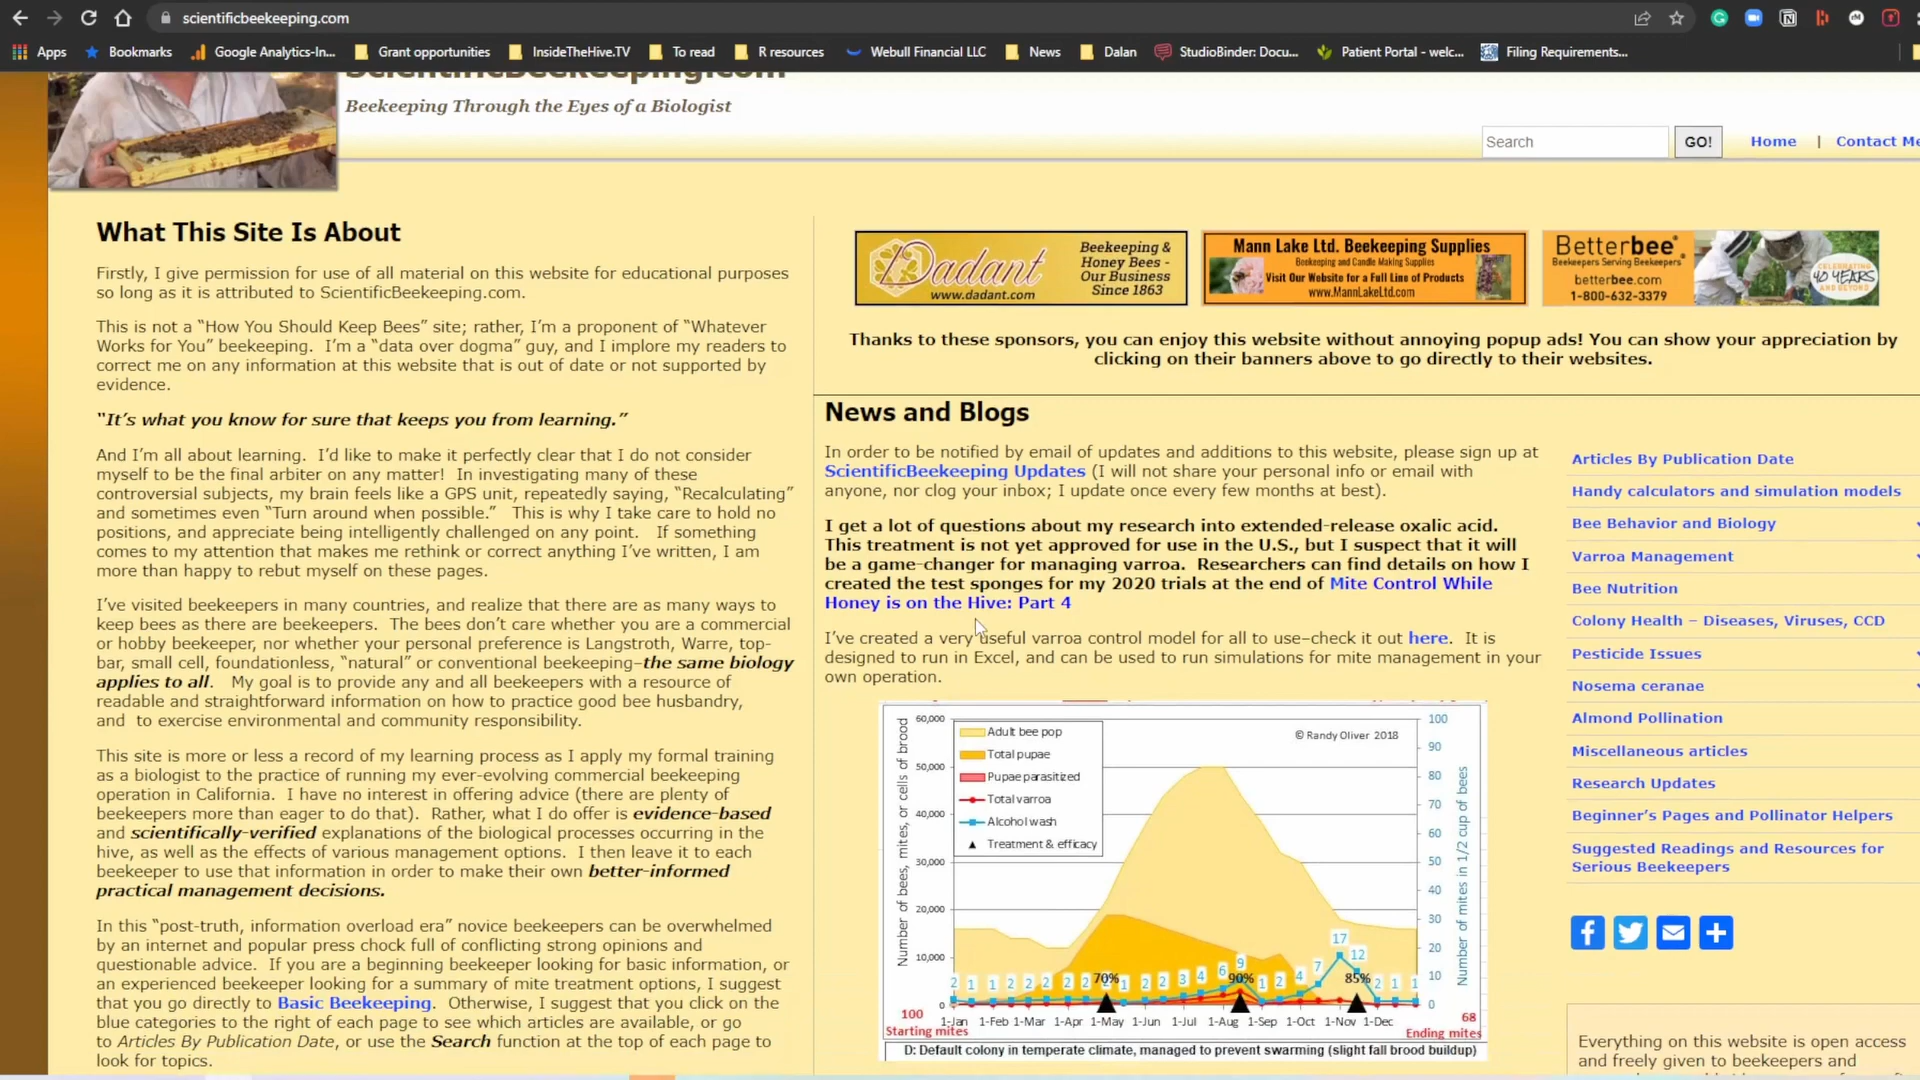 scientificbeekeeping.com
Apps
Bookmarks
Google Analytics-In...
Grant opportunities
InsideTheHive.TV
To read
R resources
Webull Financial LLC
News
Dalan
StudioBinder: Docu...
Patient Portal - welc...
Filing Requirements...
ScientificBeekeeping.com
Beekeeping Through the Eyes of a Biologist
Search
GO!
Home | Contact Me
What This Site Is About
Firstly, I give permission for use of all material on this website for educational purposes
so long as it is attributed to ScientificBeekeeping.com.
This is not a “How You Should Keep Bees” site; rather, I’m a proponent of “Whatever
Works for You” beekeeping.  I’m a “data over dogma” guy, and I implore my readers to
correct me on any information at this website that is out of date or not supported by
evidence.
“It’s what you know for sure that keeps you from learning.”
And I’m all about learning.  I’d like to make it perfectly clear that I do not consider
myself to be the final arbiter on any matter!  In investigating many of these
controversial subjects, my brain feels like a GPS unit, repeatedly saying, “Recalculating”
and sometimes even “Turn around when possible.”  This is why I take care to hold no
positions, and appreciate being intelligently challenged on any point.  If something
comes to my attention that makes me rethink or correct anything I’ve written, I am
more than happy to rebut myself on these pages.
I’ve visited beekeepers in many countries, and realize that there are as many ways to
keep bees as there are beekeepers.  The bees don’t care whether you are a commercial
or hobby beekeeper, nor whether your personal preference is Langstroth, Warre, top-
bar, small cell, foundationless, “natural” or conventional beekeeping–the same biology
applies to all.  My goal is to provide any and all beekeepers with a resource of
readable and straightforward information on how to practice good bee husbandry,
and  to exercise environmental and community responsibility.
This site is more or less a record of my learning process as I apply my formal training
as a biologist to the practice of running my ever-evolving commercial beekeeping
operation in California.  I have no interest in offering advice (there are plenty of
beekeepers more than eager to do that).  Rather, what I do offer is evidence-based
and scientifically-verified explanations of the biological processes occurring in the
hive, as well as the effects of various management options.  I then leave it to each
beekeeper to use that information in order to make their own better-informed
practical management decisions.
In this “post-truth, information overload era” novice beekeepers can be overwhelmed
by an internet and popular press chock full of conflicting strong opinions and
questionable advice.  If you are a beginning beekeeper looking for basic information, or
an experienced beekeeper looking for a summary of mite treatment options, I suggest
that you go directly to Basic Beekeeping.  Otherwise, I suggest that you click on the
blue categories to the right of each page to see which articles are available, or go
to Articles By Publication Date, or use the Search function at the top of each page to
look for topics.
Dadant
www.dadant.com
Beekeeping &
Honey Bees -
Our Business
Since 1863
Mann Lake Ltd. Beekeeping Supplies
Beekeeping and Candle Making Supplies
Visit Our Website for a Full Line of Products
www.MannLakeLtd.com
Betterbee®
Beekeepers Serving Beekeepers®
betterbee.com
1-800-632-3379
CELEBRATING
40 YEARS
AND BEYOND
Thanks to these sponsors, you can enjoy this website without annoying popup ads! You can show your appreciation by
clicking on their banners above to go directly to their websites.
News and Blogs
In order to be notified by email of updates and additions to this website, please sign up at
ScientificBeekeeping Updates (I will not share your personal info or email with
anyone, nor clog your inbox; I update once every few months at best).
I get a lot of questions about my research into extended-release oxalic acid.
This treatment is not yet approved for use in the U.S., but I suspect that it will
be a game-changer for managing varroa.  Researchers can find details on how I
created the test sponges for my 2020 trials at the end of Mite Control While
Honey is on the Hive: Part 4
I’ve created a very useful varroa control model for all to use–check it out here.  It is
designed to run in Excel, and can be used to run simulations for mite management in your
own operation.
Number of bees, mites, or cells of brood
60,000
50,000
40,000
30,000
20,000
10,000
0
Adult bee pop
Total pupae
Pupae parasitized
Total varroa
Alcohol wash
Treatment & efficacy
© Randy Oliver 2018
100
90
80
70
60
50
40
30
20
10
0
Number of mites in 1/2 cup of bees
2 1 1 2 2 2 2 2 1 2 2 3 4 6 9 1 2 4 7 17 12 2 1 1
70% 90% 85%
1-Jan 1-Feb 1-Mar 1-Apr 1-May 1-Jun 1-Jul 1-Aug 1-Sep 1-Oct 1-Nov 1-Dec
100
Starting mites
68
Ending mites
D: Default colony in temperate climate, managed to prevent swarming (slight fall brood buildup)
Articles By Publication Date
Handy calculators and simulation models
Bee Behavior and Biology
Varroa Management
Bee Nutrition
Colony Health – Diseases, Viruses, CCD
Pesticide Issues
Nosema ceranae
Almond Pollination
Miscellaneous articles
Research Updates
Beginner’s Pages and Pollinator Helpers
Suggested Readings and Resources for
Serious Beekeepers
Everything on this website is open access
and freely given to beekeepers and